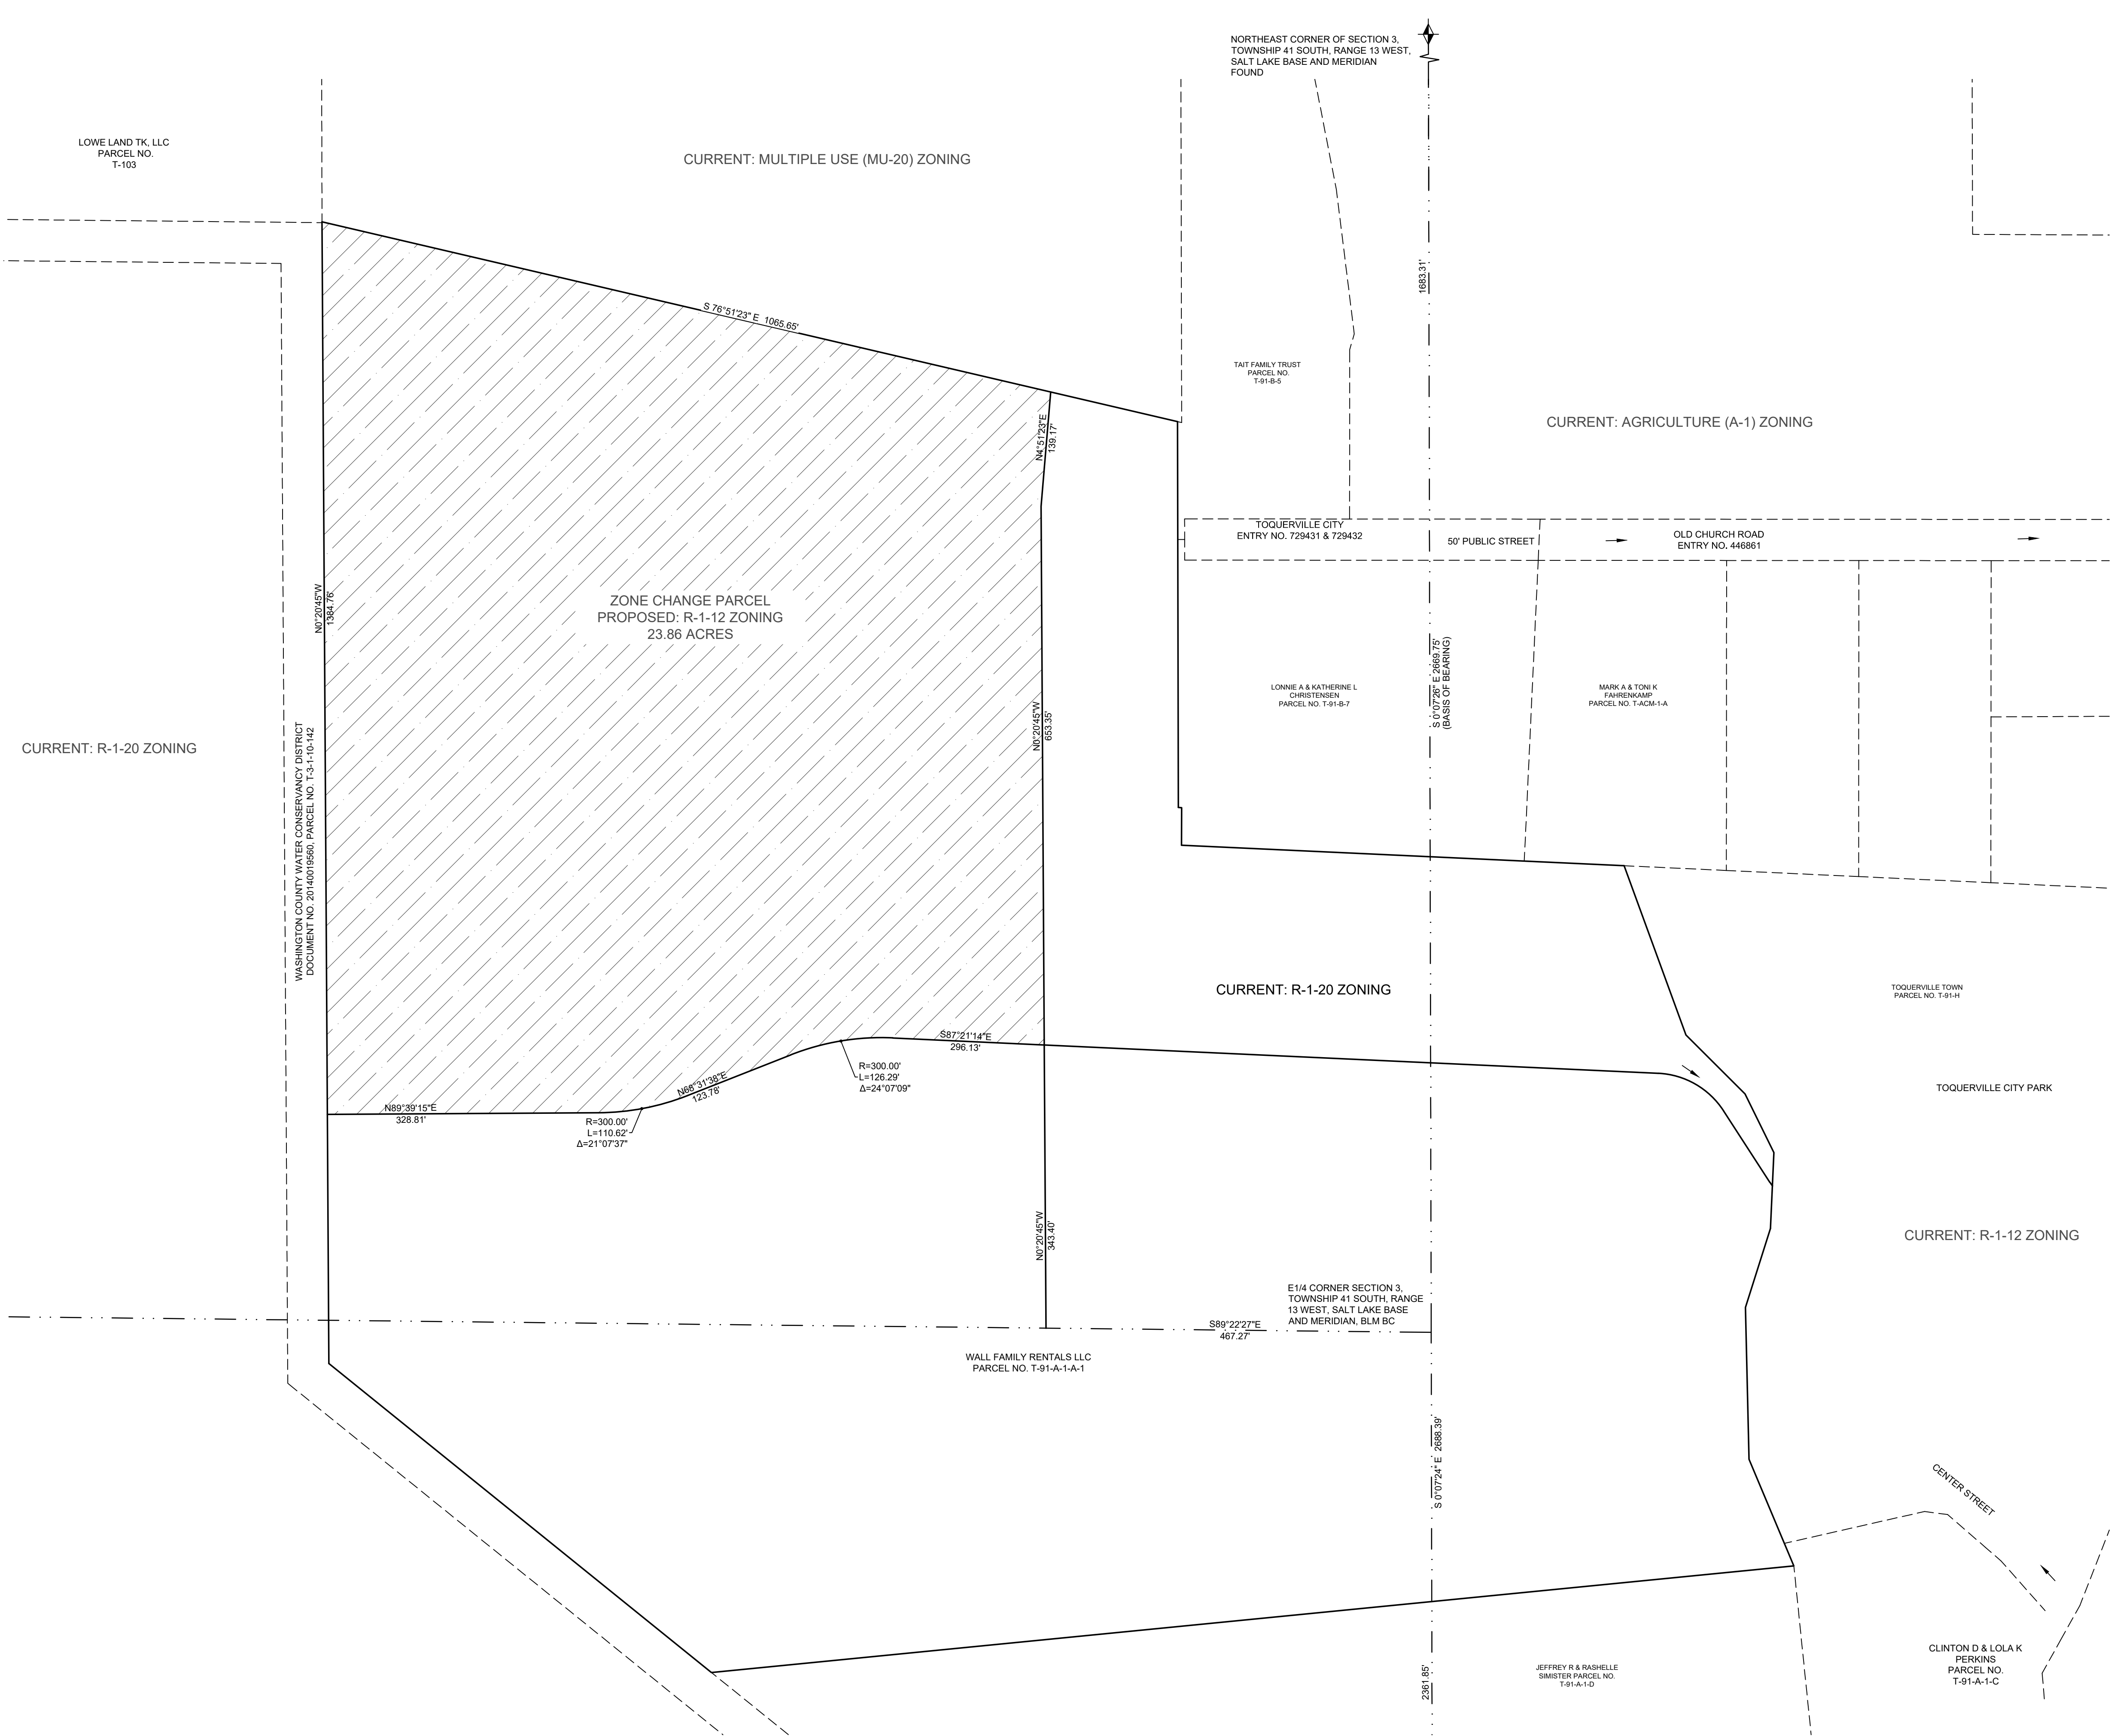 NORTHEAST CORNER OF SECTION 3,
TOWNSHIP 41 SOUTH, RANGE 13 WEST,
SALT LAKE BASE AND MERIDIAN
FOUND
LOWE LAND TK, LLC
PARCEL NO.
T-103
CURRENT: MULTIPLE USE (MU-20) ZONING
1683.31'
S 76°51'23" E 1065.65'
TAIT FAMILY TRUST
PARCEL NO.
T-91-B-5
CURRENT: AGRICULTURE (A-1) ZONING
N4°51'23"E
139.17'
TOQUERVILLE CITY
ENTRY NO. 729431 & 729432
50' PUBLIC STREET
OLD CHURCH ROAD
ENTRY NO. 446861
N0°20'45"W
1384.76'
ZONE CHANGE PARCEL
PROPOSED: R-1-12 ZONING
23.86 ACRES
LONNIE A & KATHERINE L
CHRISTENSEN
PARCEL NO. T-91-B-7
S 0°07'26" E 2669.75'
(BASIS OF BEARING)
MARK A & TONI K
FAHRENKAMP
PARCEL NO. T-ACM-1-A
N0°20'45"W
653.35'
CURRENT: R-1-20 ZONING
WASHINGTON COUNTY WATER CONSERVANCY DISTRICT
DOCUMENT NO. 20140019560, PARCEL NO. T-3-1-10-142
CURRENT: R-1-20 ZONING
TOQUERVILLE TOWN
PARCEL NO. T-91-H
S87°21'14"E
296.13'
R=300.00'
L=126.29'
Δ=24°07'09"
N68°31'38"E
123.78'
TOQUERVILLE CITY PARK
N89°39'15"E
328.81'
R=300.00'
L=110.62'
Δ=21°07'37"
N0°20'45"W
343.40'
CURRENT: R-1-12 ZONING
E1/4 CORNER SECTION 3,
TOWNSHIP 41 SOUTH, RANGE
13 WEST, SALT LAKE BASE
AND MERIDIAN, BLM BC
S89°22'27"E
467.27'
WALL FAMILY RENTALS LLC
PARCEL NO. T-91-A-1-A-1
S 0°07'24" E 2688.39'
CENTER STREET
2361.85'
JEFFREY R & RASHELLE
SIMISTER PARCEL NO.
T-91-A-1-D
CLINTON D & LOLA K
PERKINS
PARCEL NO.
T-91-A-1-C